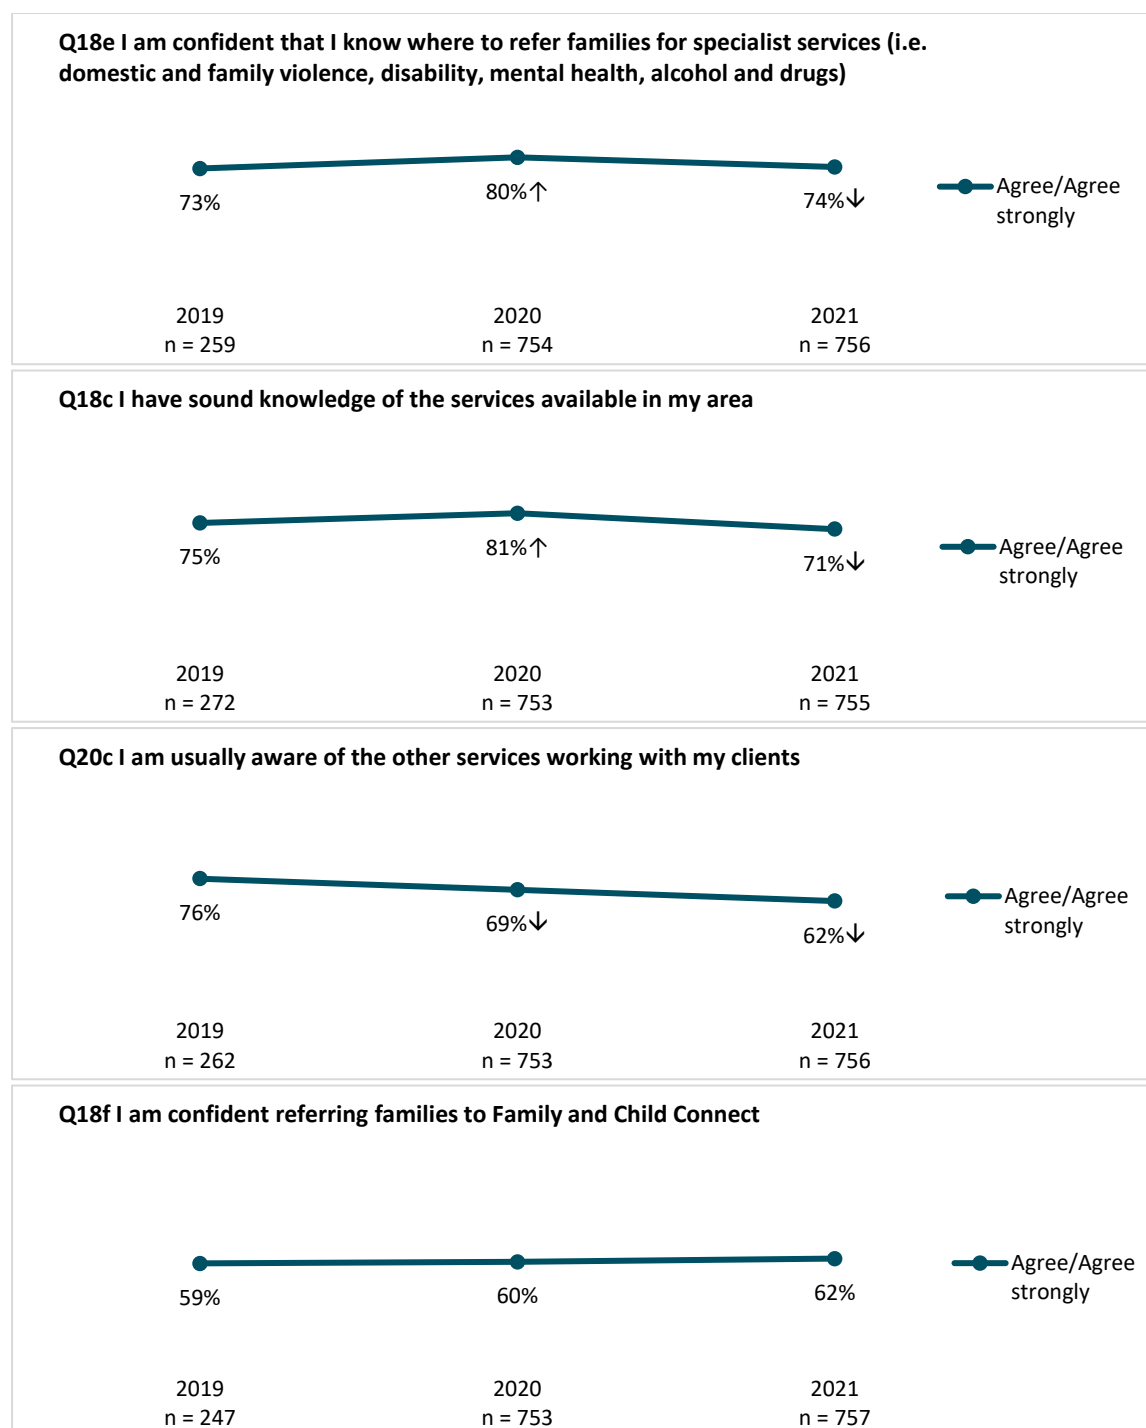 Q18e I am confident that I know where to refer families for specialist services (i.e.
domestic and family violence, disability, mental health, alcohol and drugs)
73%
80%↑
74%↓
Agree/Agree
strongly
2019
n = 259
2020
n = 754
2021
n = 756
Q18c I have sound knowledge of the services available in my area
75%
81%↑
71%↓
Agree/Agree
strongly
2019
n = 272
2020
n = 753
2021
n = 755
Q20c I am usually aware of the other services working with my clients
76%
69%↓
62%↓
Agree/Agree
strongly
2019
n = 262
2020
n = 753
2021
n = 756
Q18f I am confident referring families to Family and Child Connect
59%
60%
62%
Agree/Agree
strongly
2019
n = 247
2020
n = 753
2021
n = 757